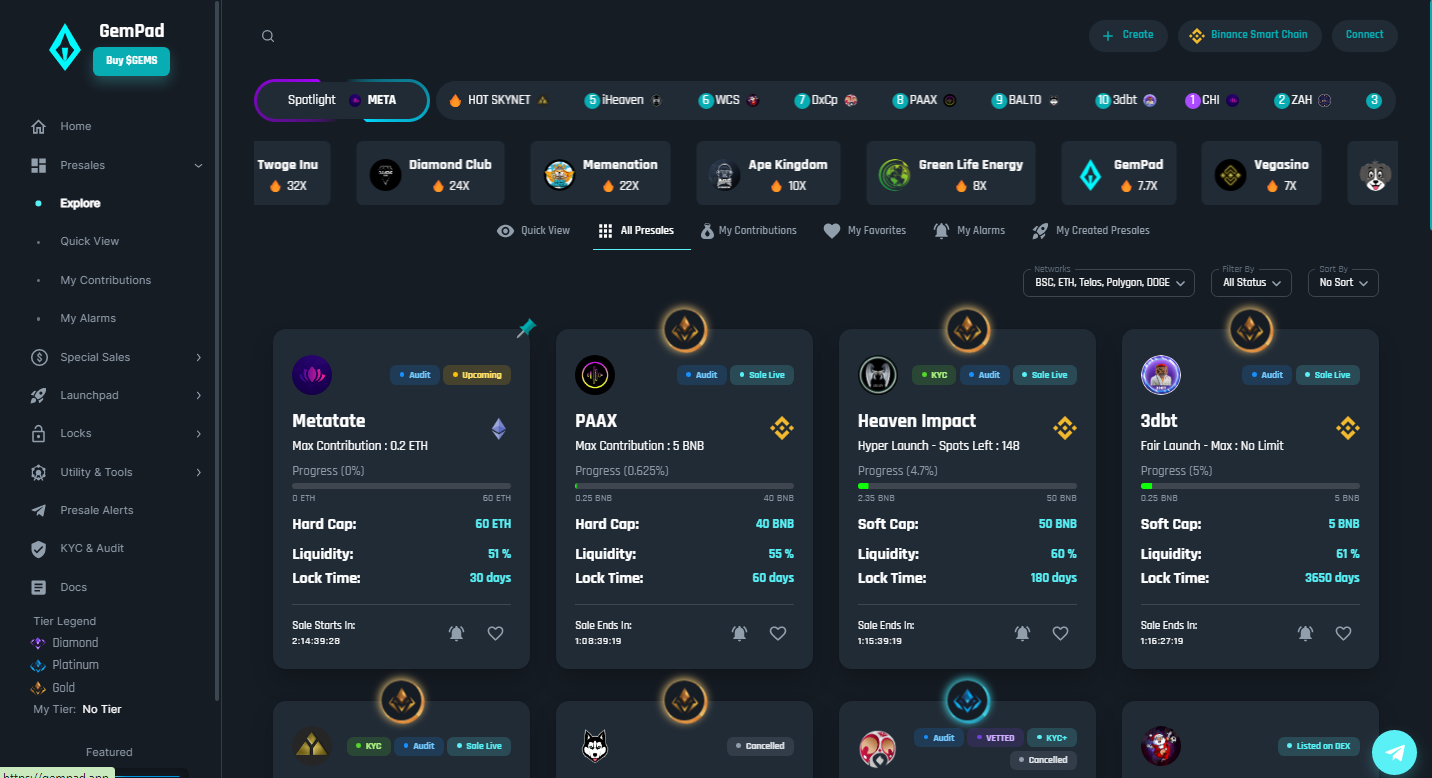 GemPad
Buy $GEMS
Home
Presales
Explore
Quick View
My Contributions
My Alarms
Special Sales
Launchpad
Locks
Utility & Tools
Presale Alerts
KYC & Audit
Docs
Tier Legend
Diamond
Platinum
Gold
My Tier: No Tier
Featured
https://gempad.app
Create
Binance Smart Chain
Connect
Spotlight META
HOT SKYNET 5 iHeaven 6 WCS 7 DxCp 8 PAAX 9 BALTO 10 3dbt 1 CHI 2 ZAH 3
Twoge Inu Diamond Club Memenation Ape Kingdom Green Life Energy GemPad Vegasino
32X 24X 22X 10X 8X 7.7X 7X
Quick View All Presales My Contributions My Favorites My Alarms My Created Presales
Networks Filter By Sort By
BSC, ETH, Telos, Polygon, DOGE All Status No Sort
Audit Upcoming
Metatate
Max Contribution : 0.2 ETH
Progress (0%)
0 ETH 60 ETH
Hard Cap: 60 ETH
Liquidity: 51 %
Lock Time: 30 days
Sale Starts In:
2:14:39:28
Audit Sale Live
PAAX
Max Contribution : 5 BNB
Progress (0.625%)
0.25 BNB 40 BNB
Hard Cap: 40 BNB
Liquidity: 55 %
Lock Time: 60 days
Sale Ends In:
1:08:39:19
KYC Audit Sale Live
Heaven Impact
Hyper Launch - Spots Left : 148
Progress (4.7%)
2.35 BNB 50 BNB
Soft Cap: 50 BNB
Liquidity: 60 %
Lock Time: 180 days
Sale Ends In:
1:15:39:19
Audit Sale Live
3dbt
Fair Launch - Max : No Limit
Progress (5%)
0.25 BNB 5 BNB
Soft Cap: 5 BNB
Liquidity: 61 %
Lock Time: 3650 days
Sale Ends In:
1:16:27:19
KYC Audit Sale Live
Cancelled
Audit VETTED KYC+
Cancelled
Listed on DEX